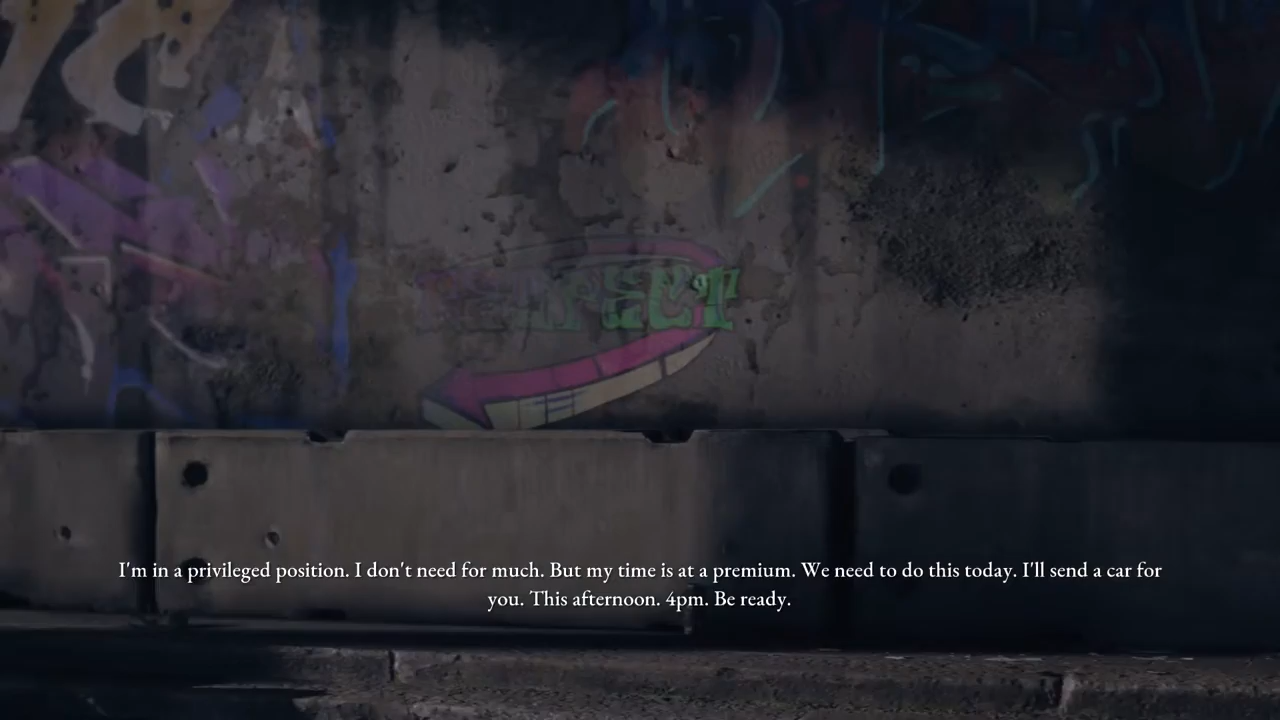 I'm in a privileged position. I don't need for much. But my time is at a premium. We need to do this today. I'll send a car for
you. This afternoon. 4pm. Be ready.